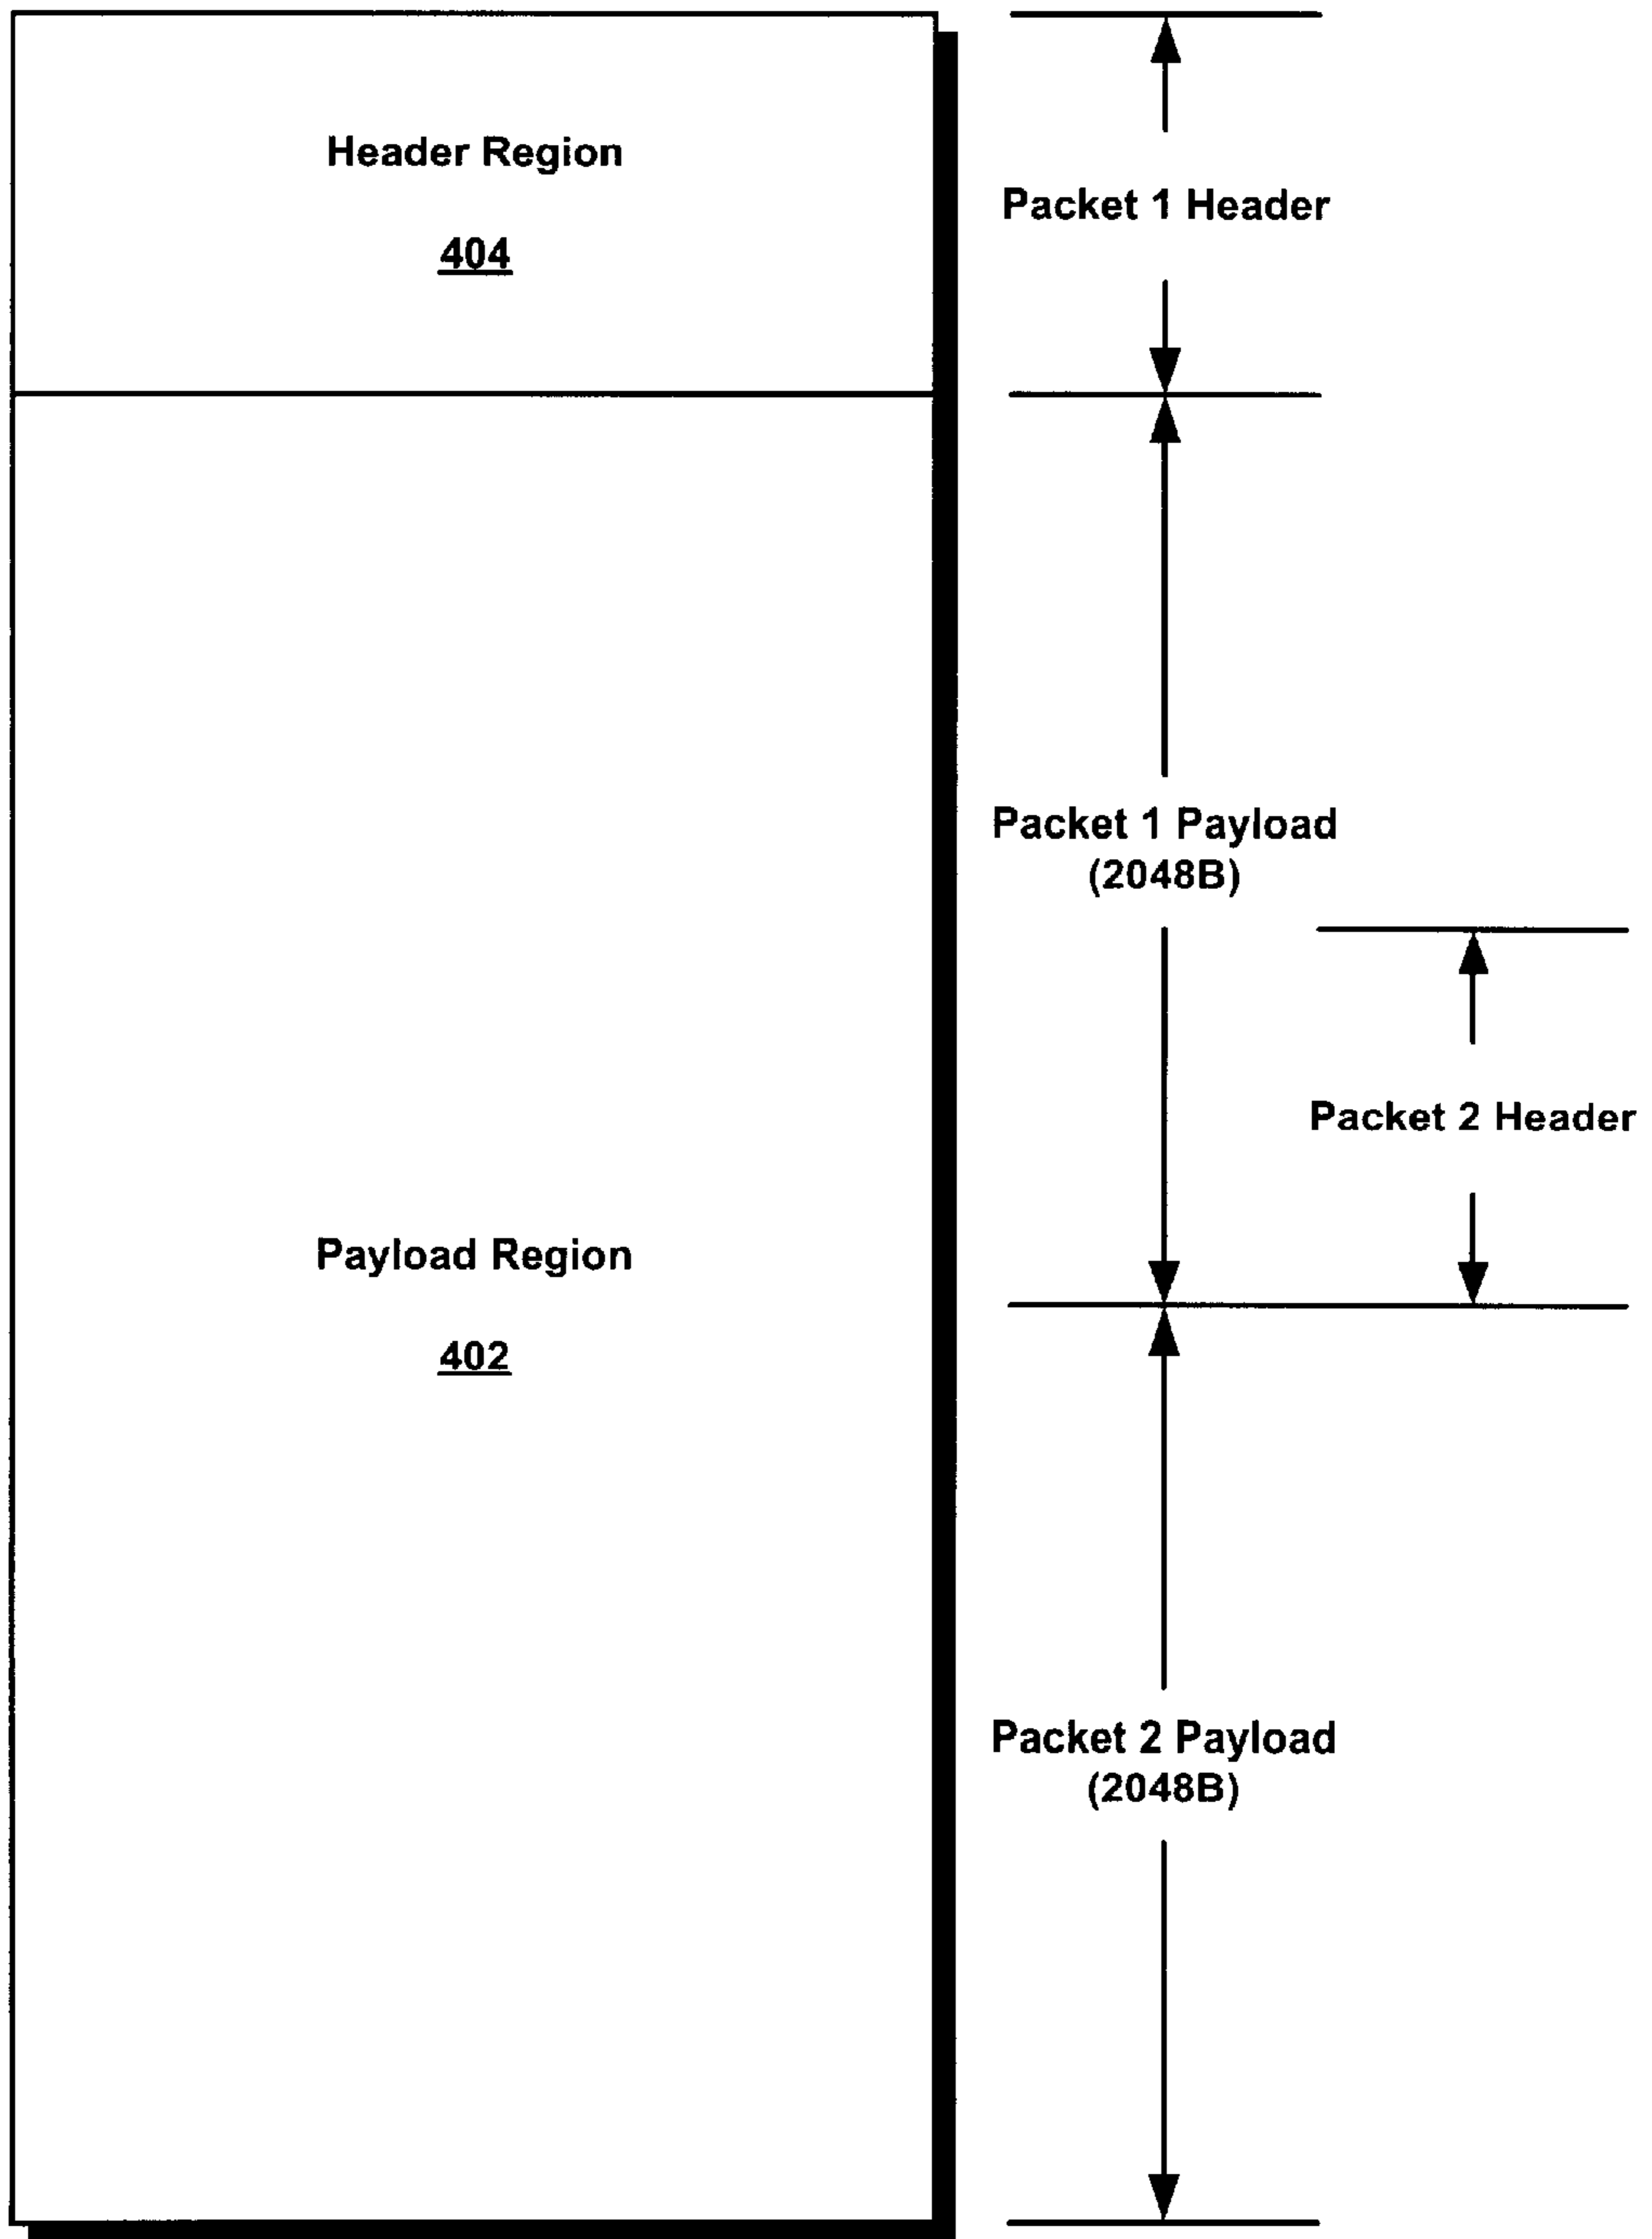 Header Region
404
Packet 1 Header
Packet 1 Payload
(2048B)
Packet 2 Header
Payload Region
402
Packet 2 Payload
(2048B)